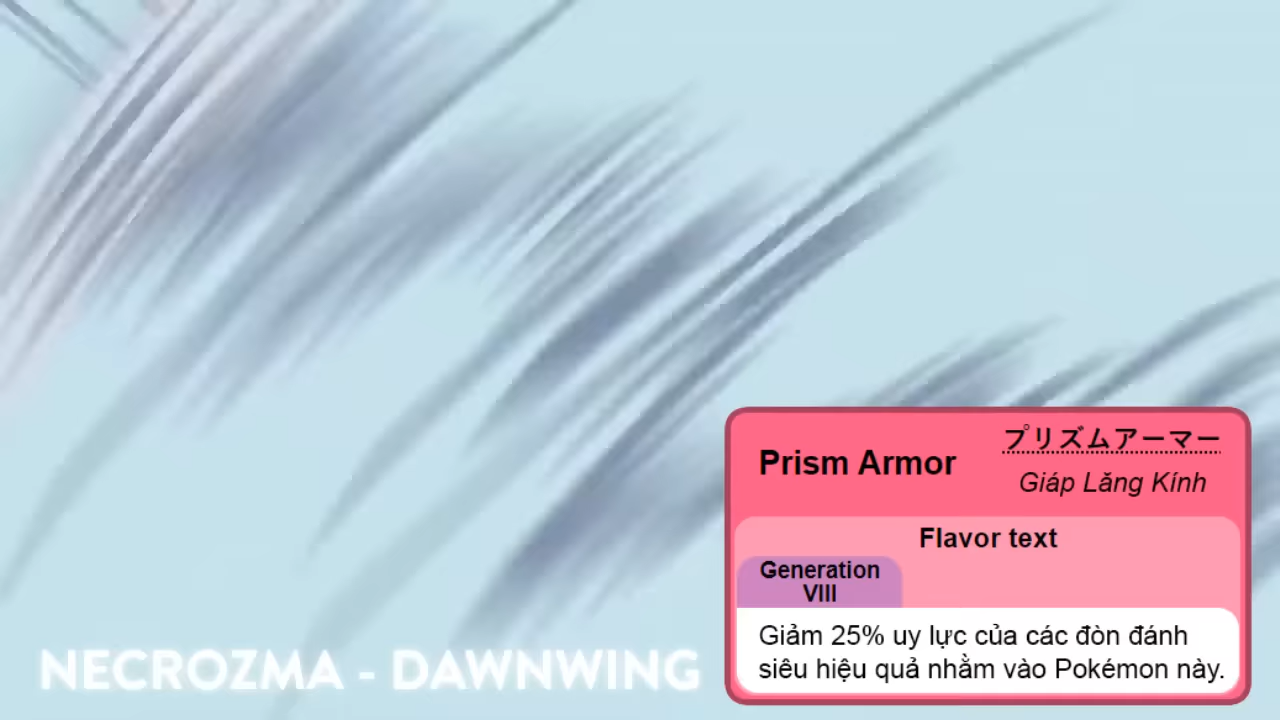 Prism Armor
プリズムアーマー
Giáp Lăng Kính
Flavor text
Generation
VIII
Giảm 25% uy lực của các đòn đánh
siêu hiệu quả nhằm vào Pokémon này.
NECROZMA - DAWNWING